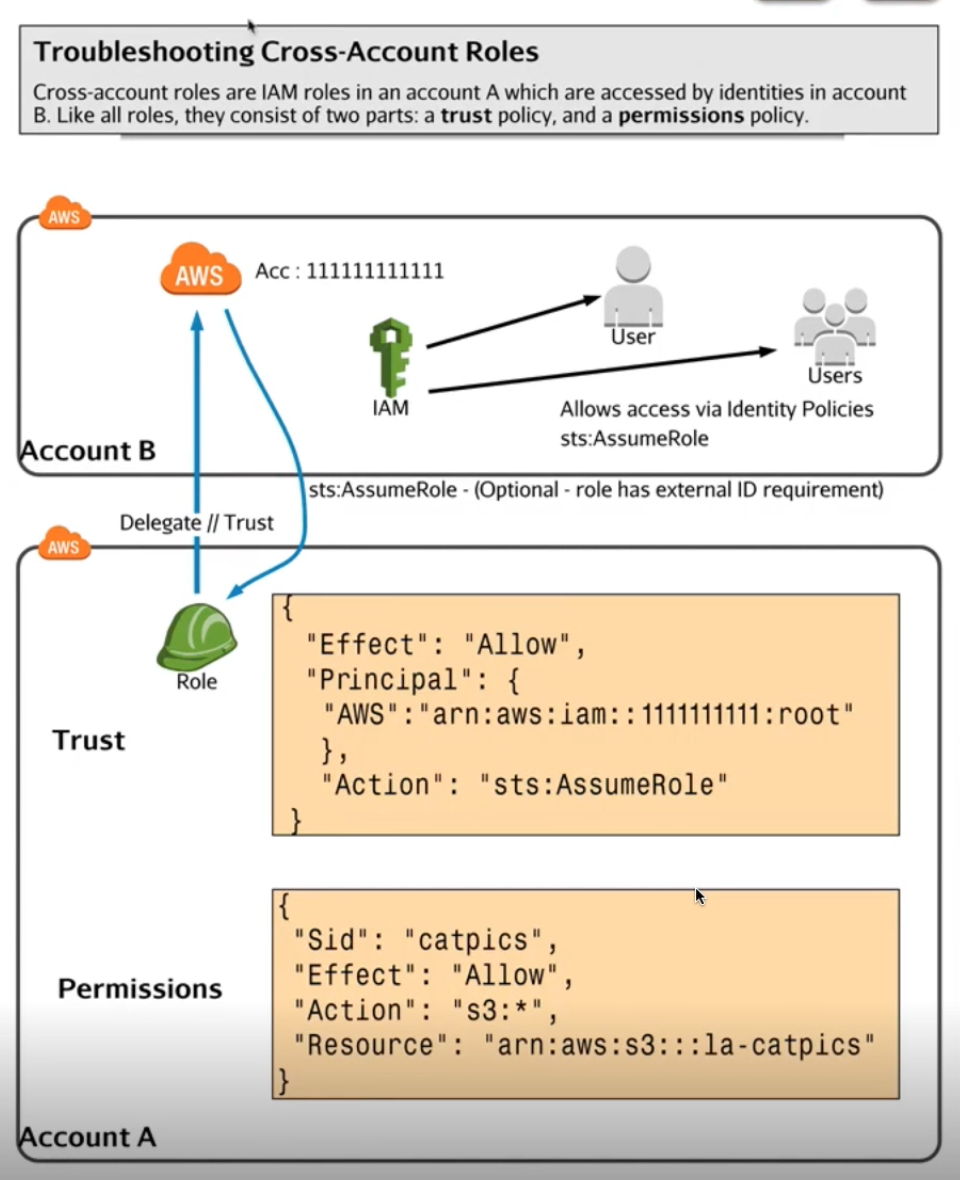 Troubleshooting Cross-Account Roles
Cross-account roles are IAM roles in an account A which are accessed by identities in account
B. Like all roles, they consist of two parts: a trust policy, and a permissions policy.
AWS
AWS
Acc : 111111111111
User
Users
IAM
Allows access via Identity Policies
sts:AssumeRole
Account B
sts:AssumeRole - (Optional - role has external ID requirement)
Delegate // Trust
AWS
Role
Trust
{
"Effect": "Allow",
"Principal": {
"AWS":"arn:aws:iam::1111111111:root"
},
"Action": "sts:AssumeRole"
}
Permissions
{
"Sid": "catpics",
"Effect": "Allow",
"Action": "s3:*",
"Resource": "arn:aws:s3:::la-catpics"
}
Account A